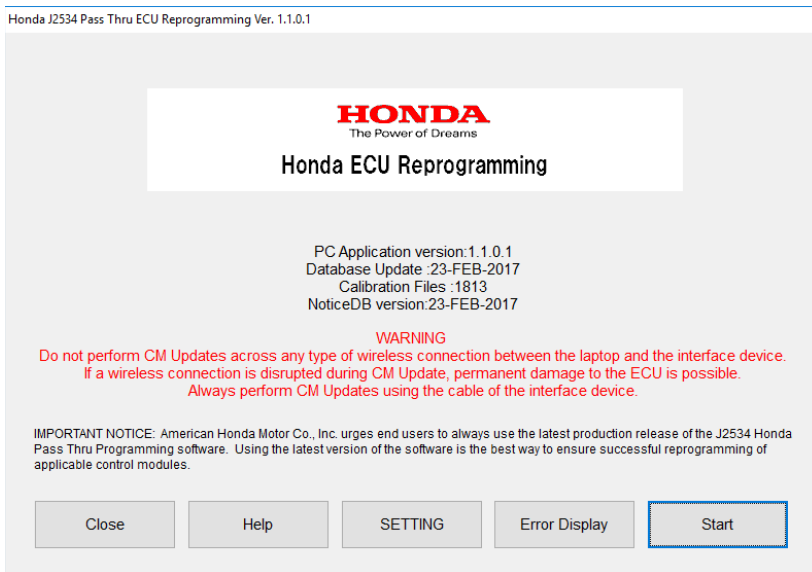 Honda J2534 Pass Thru ECU Reprogramming Ver. 1.1.0.1
HONDA
The Power of Dreams
Honda ECU Reprogramming
PC Application version:1.1.0.1
Database Update :23-FEB-2017
Calibration Files :1813
NoticeDB version:23-FEB-2017
WARNING
Do not perform CM Updates across any type of wireless connection between the laptop and the interface device.
If a wireless connection is disrupted during CM Update, permanent damage to the ECU is possible.
Always perform CM Updates using the cable of the interface device.
IMPORTANT NOTICE: American Honda Motor Co., Inc. urges end users to always use the latest production release of the J2534 Honda
Pass Thru Programming software. Using the latest version of the software is the best way to ensure successful reprogramming of
applicable control modules.
Close Help SETTING Error Display Start